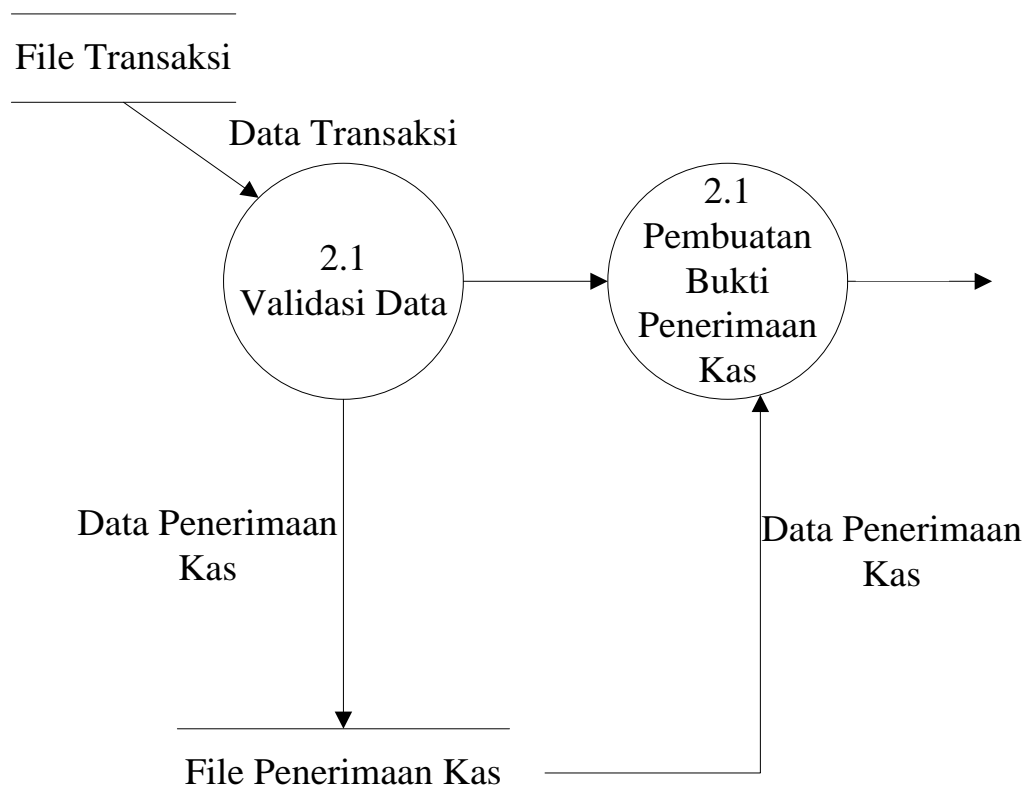 File Transaksi
Data Transaksi
2.1
Validasi Data
2.1
Pembuatan
Bukti
Penerimaan
Kas
Data Penerimaan
Kas
Data Penerimaan
Kas
File Penerimaan Kas